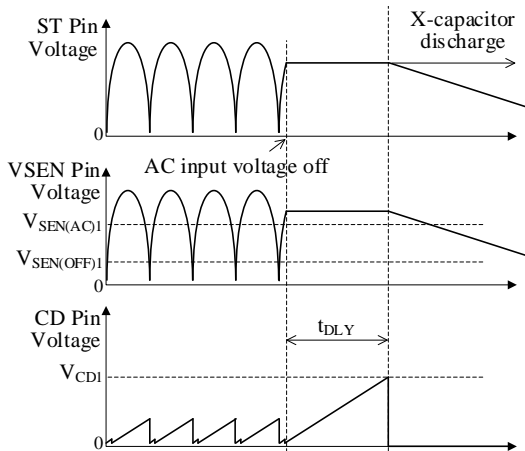 ST Pin
Voltage
X-capacitor
discharge
0
AC input voltage off
VSEN Pin
Voltage
VSEN(AC)1
VSEN(OFF)1
0
CD Pin
Voltage
tDLY
VCD1
0